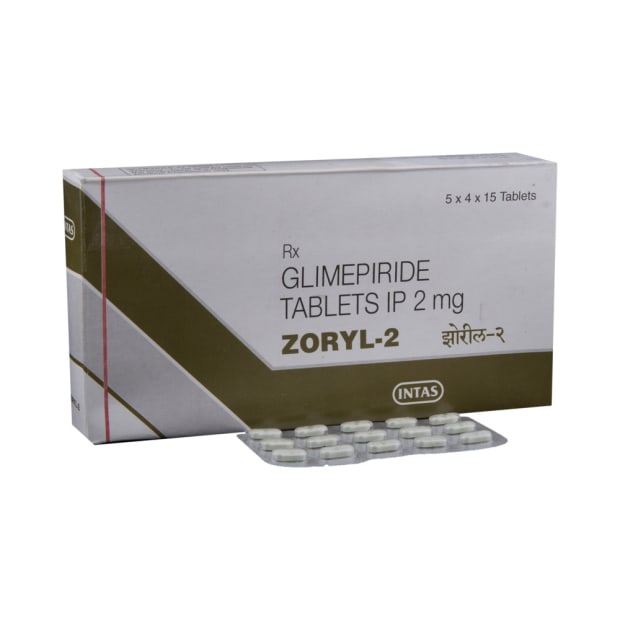 5 x 4 x 15 Tablets
Rx
GLIMEPIRIDE
TABLETS IP 2 mg
ZORYL-2 झोरील-२
INTAS
INTAS